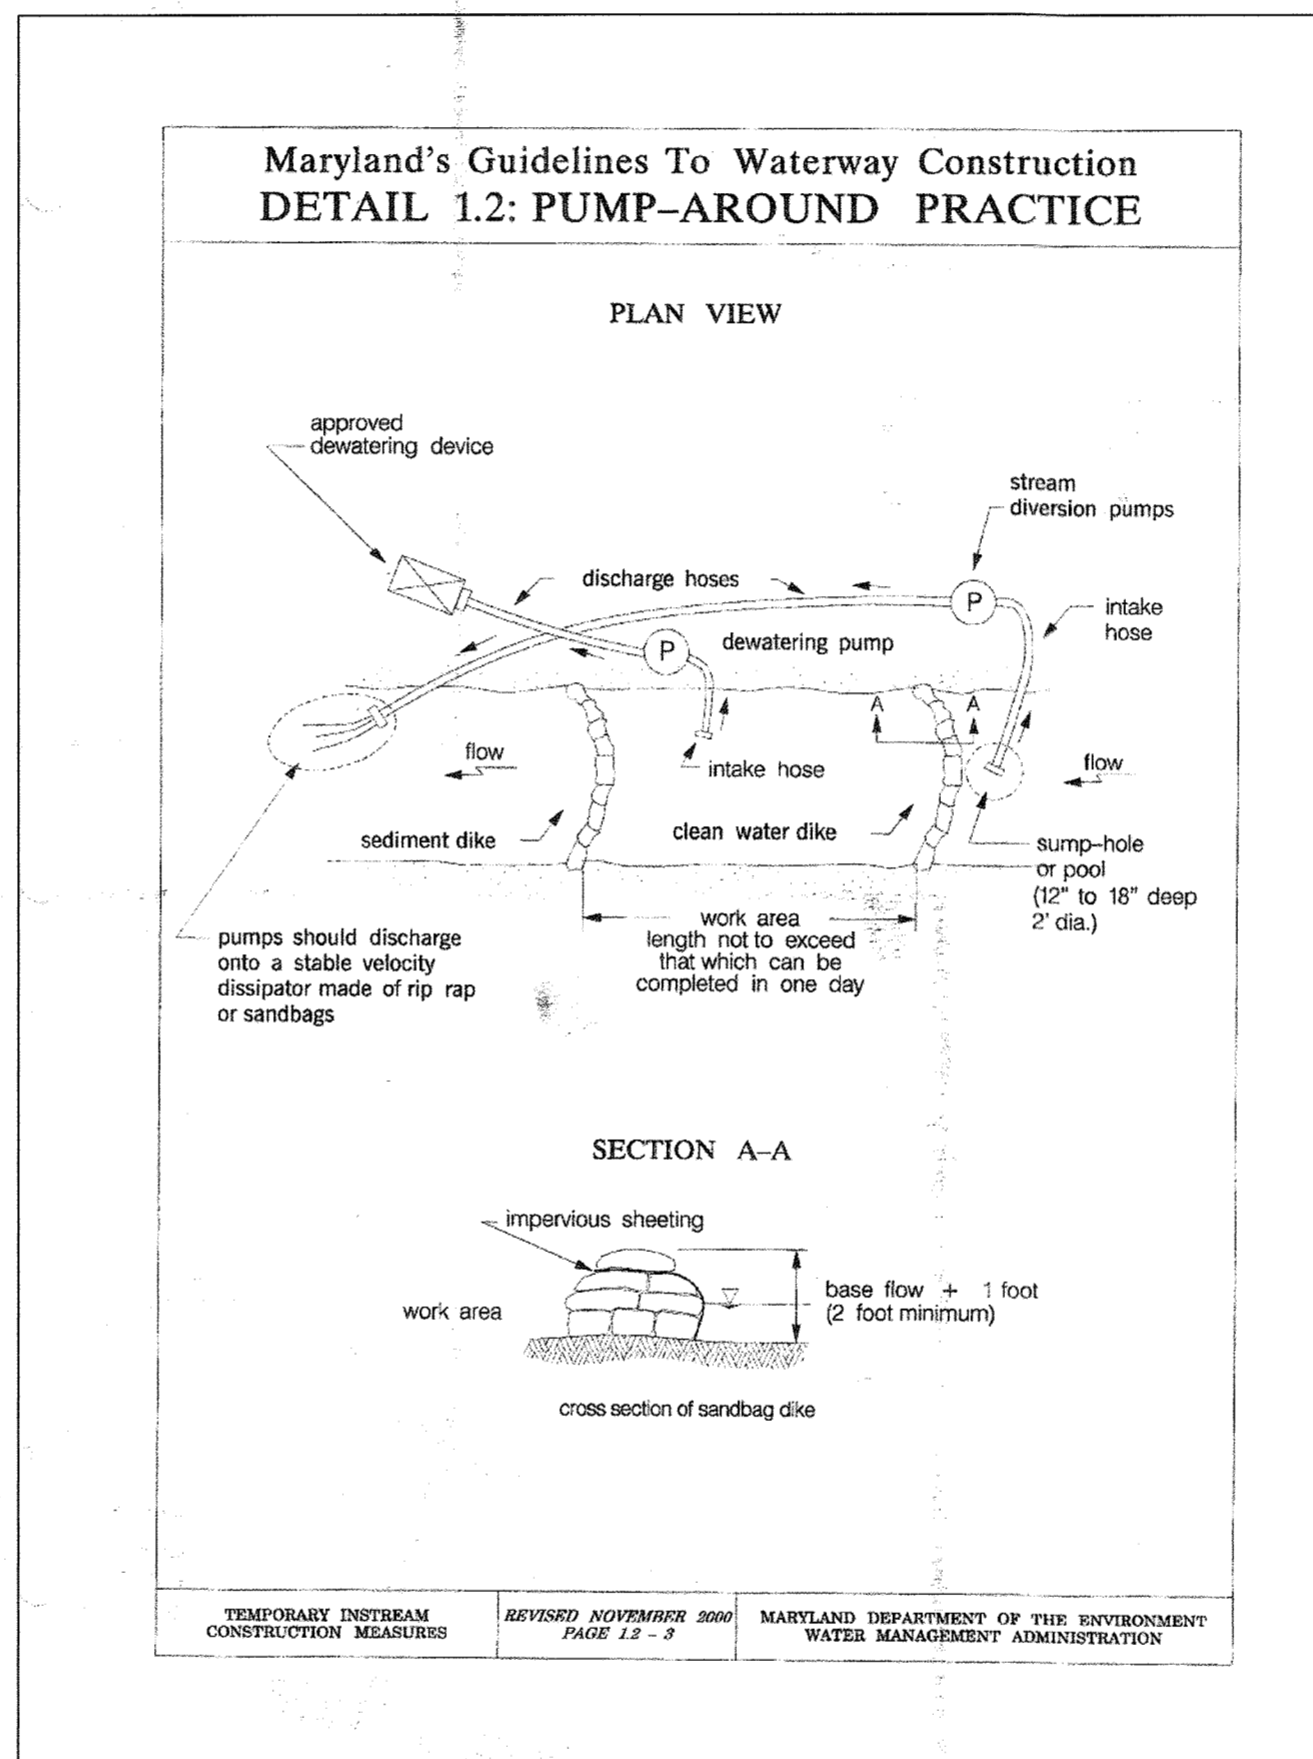 Maryland's Guidelines To Waterway Construction
DETAIL 1.2: PUMP-AROUND PRACTICE
PLAN VIEW
approved
dewatering device
stream
diversion pumps
discharge hoses
P
intake
hose
P
dewatering pump
A
A
flow
intake hose
flow
sediment dike
clean water dike
sump-hole
or pool
(12" to 18" deep
2' dia.)
work area
length not to exceed
that which can be
completed in one day
pumps should discharge
onto a stable velocity
dissipator made of rip rap
or sandbags
SECTION A-A
impervious sheeting
work area
base flow + 1 foot
(2 foot minimum)
cross section of sandbag dike
TEMPORARY INSTREAM
CONSTRUCTION MEASURES
REVISED NOVEMBER 2000
PAGE 1.2 - 3
MARYLAND DEPARTMENT OF THE ENVIRONMENT
WATER MANAGEMENT ADMINISTRATION